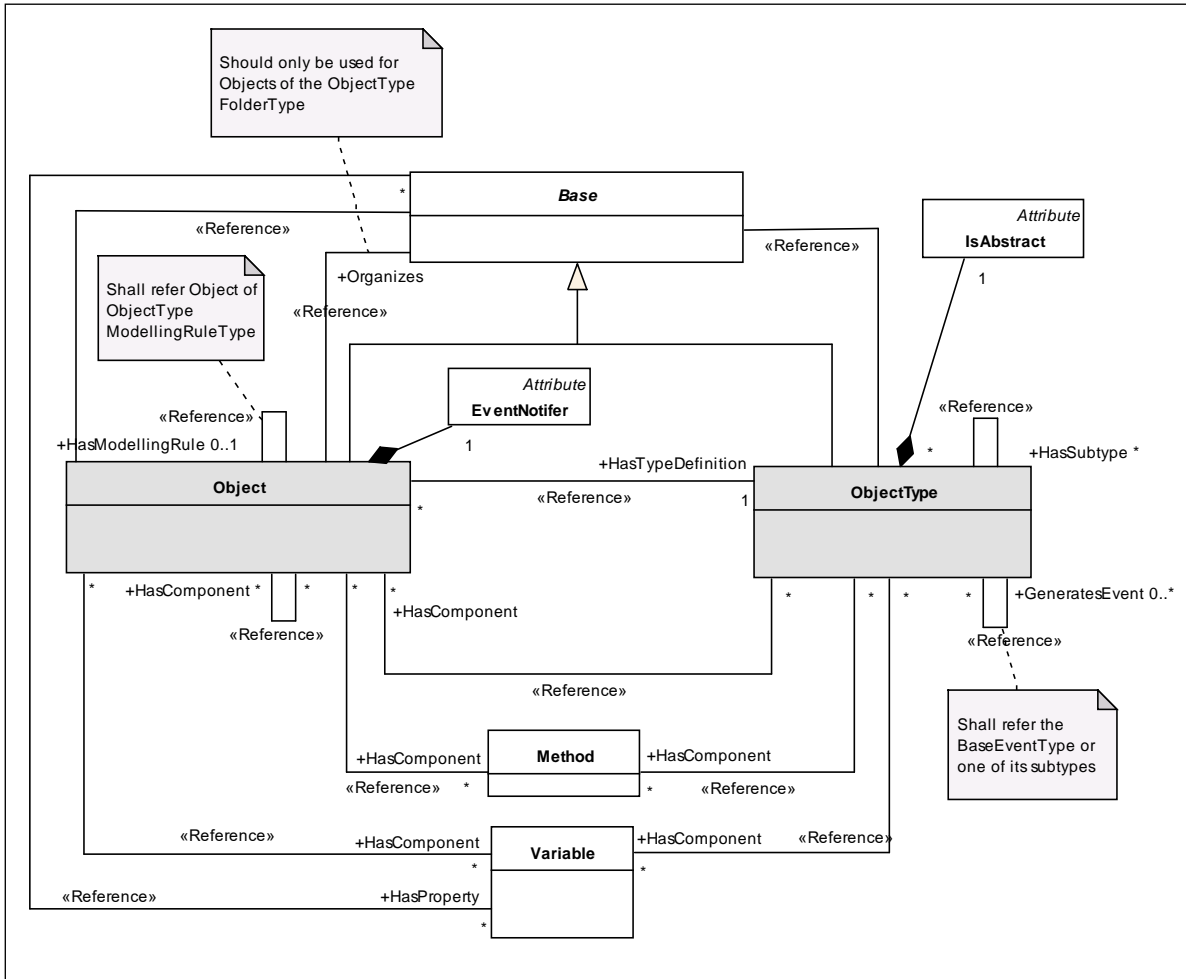 Should only be used for
Objects of the ObjectType
FolderType
Base
*
«Reference»
«Reference»
Attribute
IsAbstract
1
+Organizes
«Reference»
Shall refer Object of
ObjectType
ModellingRuleType
Attribute
EventNotifer
1
«Reference»
+HasModellingRule 0..1
«Reference»
* +HasSubtype *
Object
+HasTypeDefinition
* «Reference» 1
ObjectType
* +HasComponent * * * *
+HasComponent
«Reference»
* * * * +GeneratesEvent 0..*
«Reference»
«Reference»
Shall refer the
BaseEventType or
one of its subtypes
+HasComponent
«Reference» *
Method
+HasComponent
* «Reference»
«Reference»
+HasComponent
*
Variable
+HasComponent
*
«Reference»
«Reference»
+HasProperty
*